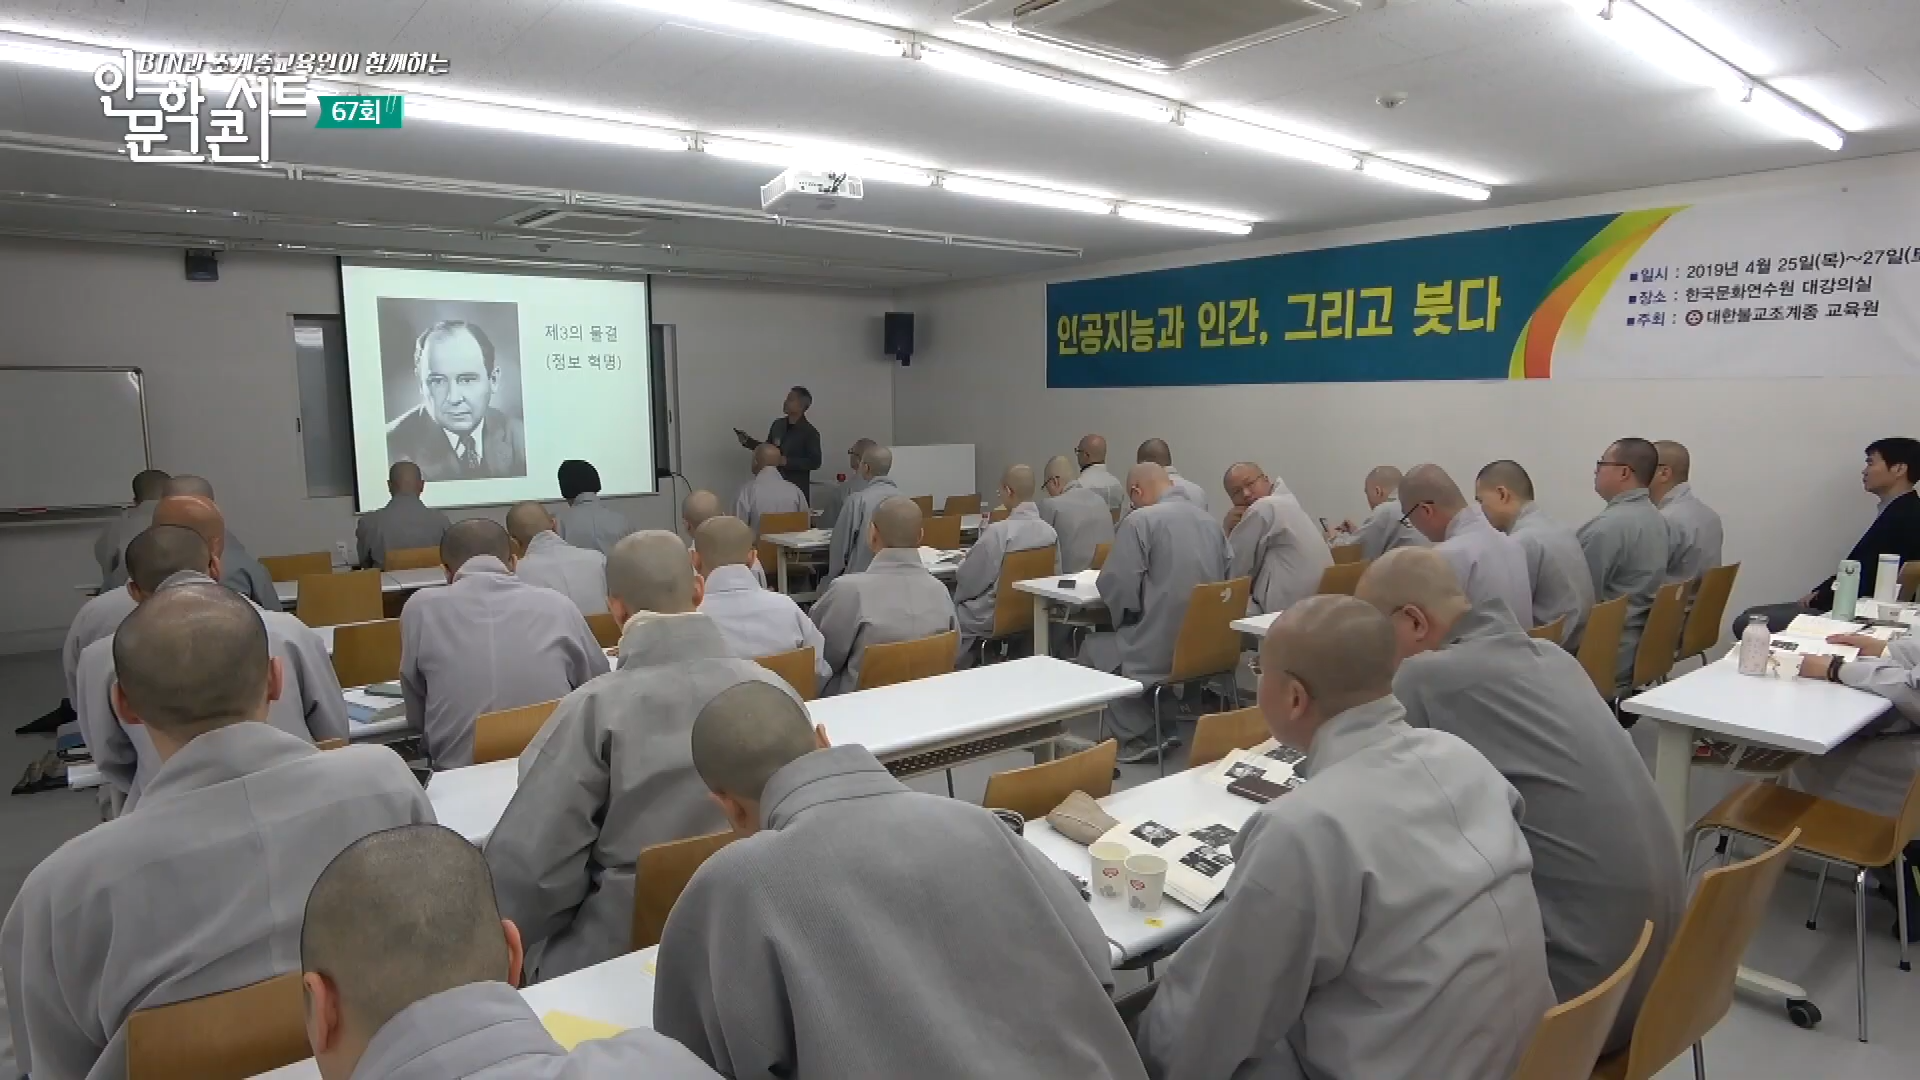 BTN과 조계종교육원이 함께하는
인문학 콘서트
67회
제3의 물결
(정보 혁명)
인공지능과 인간, 그리고 붓다
■일시 : 2019년 4월 25일(목)~27일(토
■장소 : 한국문화연수원 대강의실
■주최 : 대한불교조계종 교육원